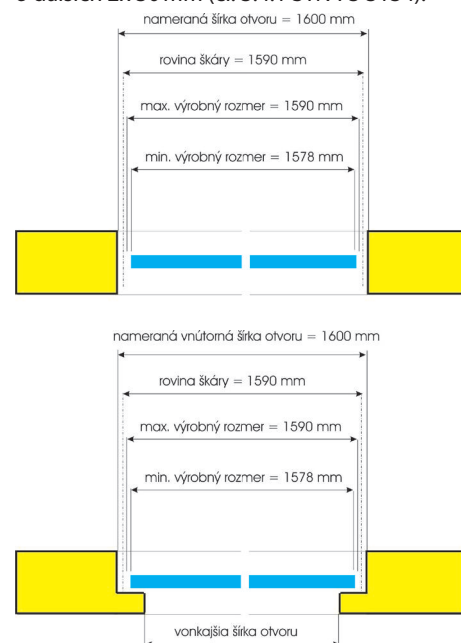 nameraná šírka otvoru = 1600 mm
rovina škáry = 1590 mm
max. výrobný rozmer = 1590 mm
min. výrobný rozmer = 1578 mm
nameraná vnútorná šírka otvoru = 1600 mm
rovina škáry = 1590 mm
max. výrobný rozmer = 1590 mm
min. výrobný rozmer = 1578 mm
vonkajšia šírka otvoru